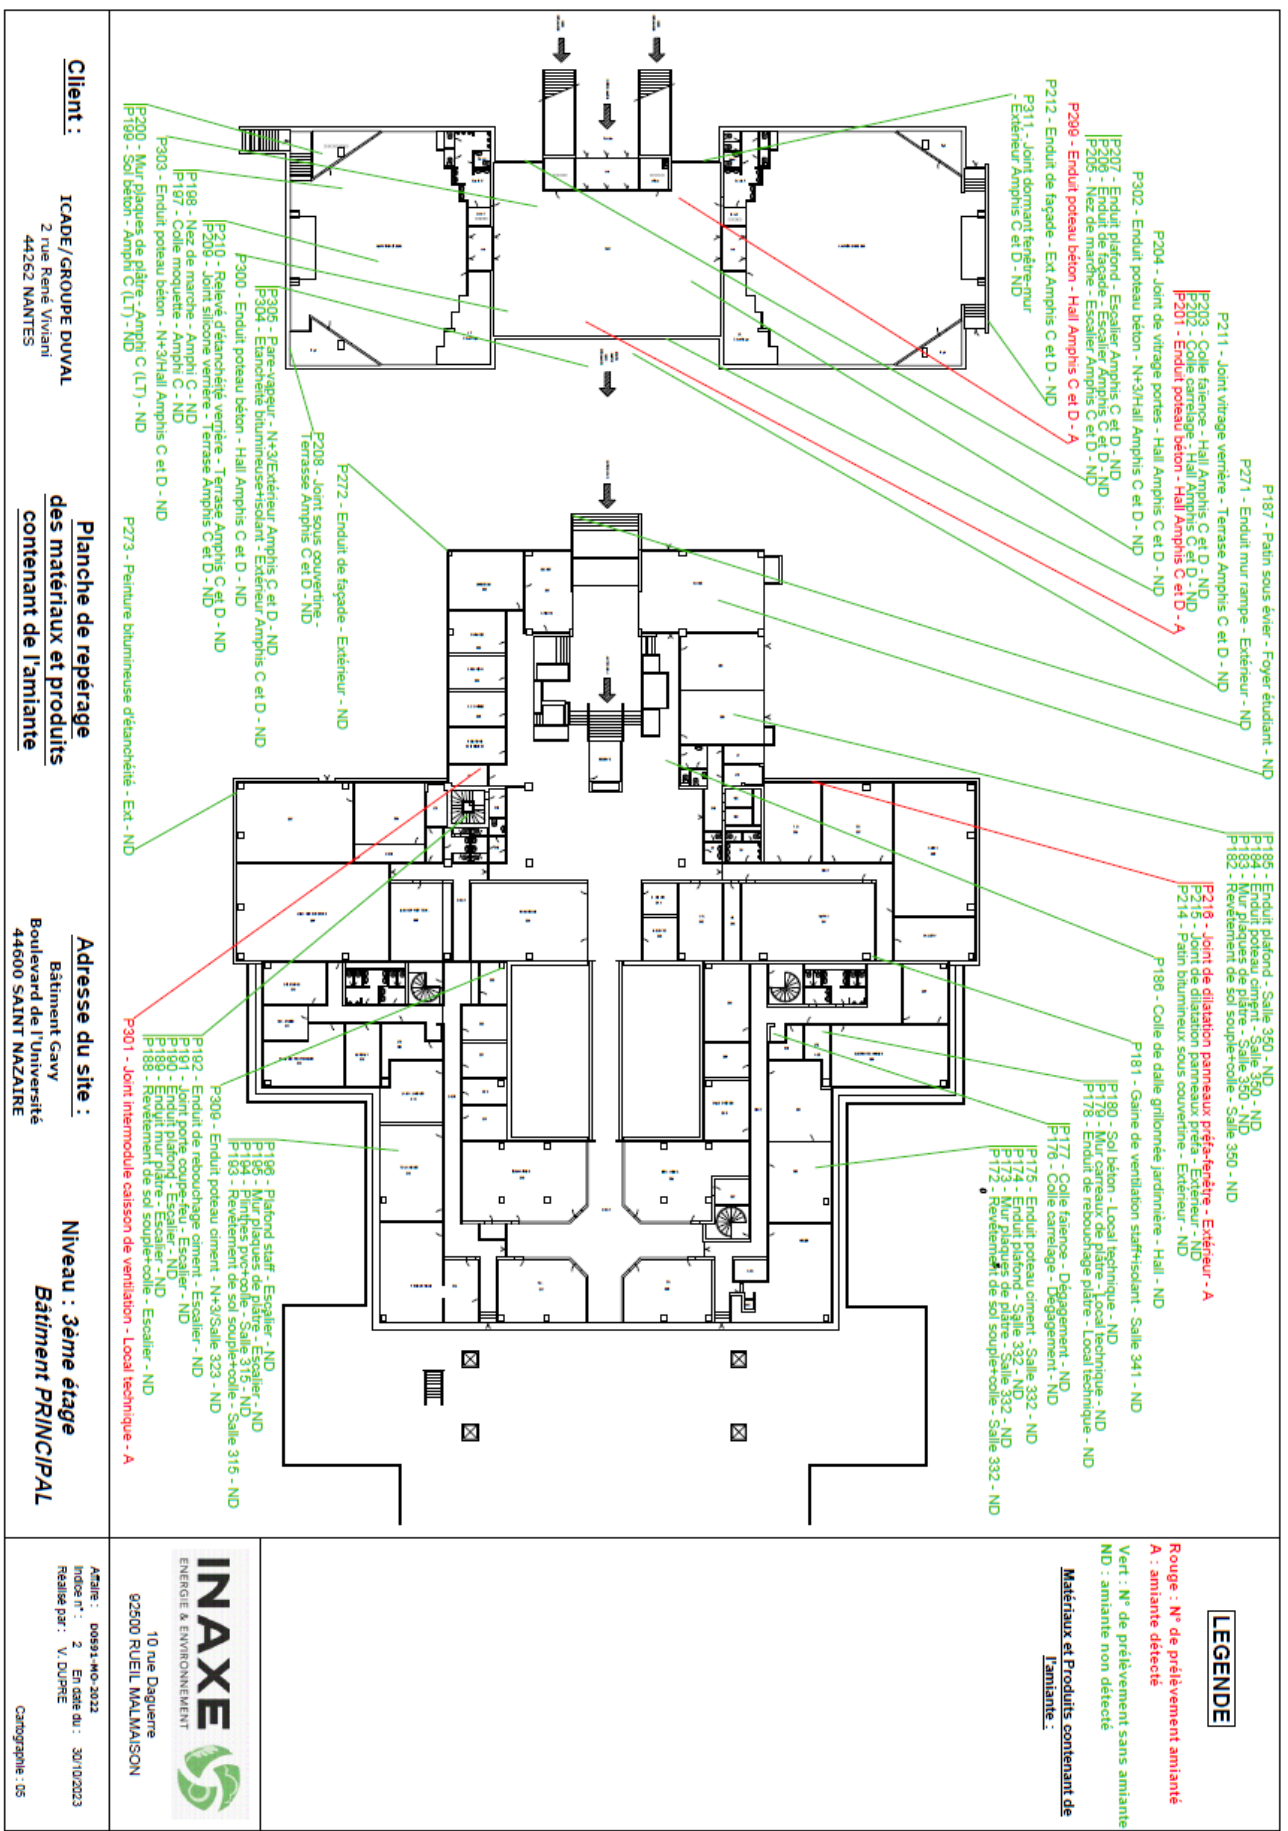 P187 - Patin sous évier - Foyer étudiant - ND
P271 - Enduit mur rampe - Extérieur - ND
P211 - Joint vitrage verrière - Terrase Amphis C et D - ND
P203 - Colle faïence - Hall Amphis C et D - ND
P202 - Colle carrelage - Hall Amphis C et D - ND
P201 - Enduit poteau béton - Hall Amphis C et D - A
P204 - Joint de vitrage portes - Hall Amphis C et D - ND
P302 - Enduit poteau béton - N+3/Hall Amphis C et D - ND
P207 - Enduit plafond - Escalier Amphis C et D - ND
P206 - Enduit de façade - Escalier Amphis C et D - ND
P205 - Nez de marche - Escalier Amphis C et D - ND
P299 - Enduit poteau béton - Hall Amphis C et D - A
P212 - Enduit de façade - Ext Amphis C et D - ND
P311 - Joint dormant fenêtre-mur
- Extérieur Amphis C et D - ND
P185 - Enduit plafond - Salle 350 - ND
P184 - Enduit poteau ciment - Salle 350 - ND
P183 - Mur plaques de plâtre - Salle 350 - ND
P182 - Revêtement de sol souple+colle - Salle 350 - ND
P216 - Joint de dilatation panneaux préfa-fenêtre - Extérieur - A
P215 - Joint de dilatation panneaux préfa - Extérieur - ND
P214 - Patin bitumineux sous couvertine - Extérieur - ND
P186 - Colle de dalle grillonnée jardinière - Hall - ND
P181 - Gaine de ventilation staff+isolant - Salle 341 - ND
P180 - Sol béton - Local technique - ND
P179 - Mur carreaux de plâtre - Local technique - ND
P178 - Enduit de rebouchage plâtre - Local technique - ND
P177 - Colle faïence - Dégagement - ND
P176 - Colle carrelage - Dégagement - ND
P175 - Enduit poteau ciment - Salle 332 - ND
P174 - Enduit plafond - Salle 332 - ND
P173 - Mur plaques de plâtre - Salle 332 - ND
P172 - Revêtement de sol souple+colle - Salle 332 - ND
P272 - Enduit de façade - Extérieur - ND
P208 - Joint sous couvertine -
Terrasse Amphis C et D - ND
P305 - Pare-vapeur - N+3/Extérieur Amphis C et D - ND
P304 - Etanchéité bitumineuse+isolant - Extérieur Amphis C et D - ND
P300 - Enduit poteau béton - Hall Amphis C et D - ND
P210 - Relevé d'étanchéité verrière - Terrase Amphis C et D - ND
P209 - Joint silicone verrière - Terrase Amphis C et D - ND
P198 - Nez de marche - Amphi C - ND
P197 - Colle moquette - Amphi C - ND
P303 - Enduit poteau béton - N+3/Hall Amphis C et D - ND
P200 - Mur plaques de plâtre - Amphi C (LT) - ND
P199 - Sol béton - Amphi C (LT) - ND
P273 - Peinture bitumineuse d'étanchéité - Ext - ND
P196 - Plafond staff - Escalier - ND
P195 - Mur plaques de plâtre - Escalier - ND
P194 - Plinthes pvc+colle - Salle 315 - ND
P193 - Revêtement de sol souple+colle - Salle 315 - ND
P309 - Enduit poteau ciment - N+3/Salle 323 - ND
P192 - Enduit de rebouchage ciment - Escalier - ND
P191 - Joint porte coupe-feu - Escalier - ND
P190 - Enduit plafond - Escalier - ND
P189 - Enduit mur plâtre - Escalier - ND
P188 - Revêtement de sol souple+colle - Escalier - ND
P301 - Joint intermodule caisson de ventilation - Local technique - A
Client :
ICADE/GROUPE DUVAL
2 rue René Viviani
44262 NANTES
Planche de repérage
des matériaux et produits
contenant de l'amiante
Adresse du site :
Bâtiment Gavy
Boulevard de l'Université
44600 SAINT NAZAIRE
Niveau : 3ème étage
Bâtiment PRINCIPAL
LEGENDE
Rouge : N° de prélèvement amianté
A : amiante détecté
Vert : N° de prélèvement sans amiante
ND : amiante non détecté
Matériaux et Produits contenant de
l'amiante :
INAXE
ENERGIE & ENVIRONNEMENT
10 rue Daguerre
92500 RUEIL MALMAISON
Affaire : D0591-MO-2022
Indice n° : 2 En date du : 30/10/2023
Réalisé par : V. DUPRE
Cartographie : 05